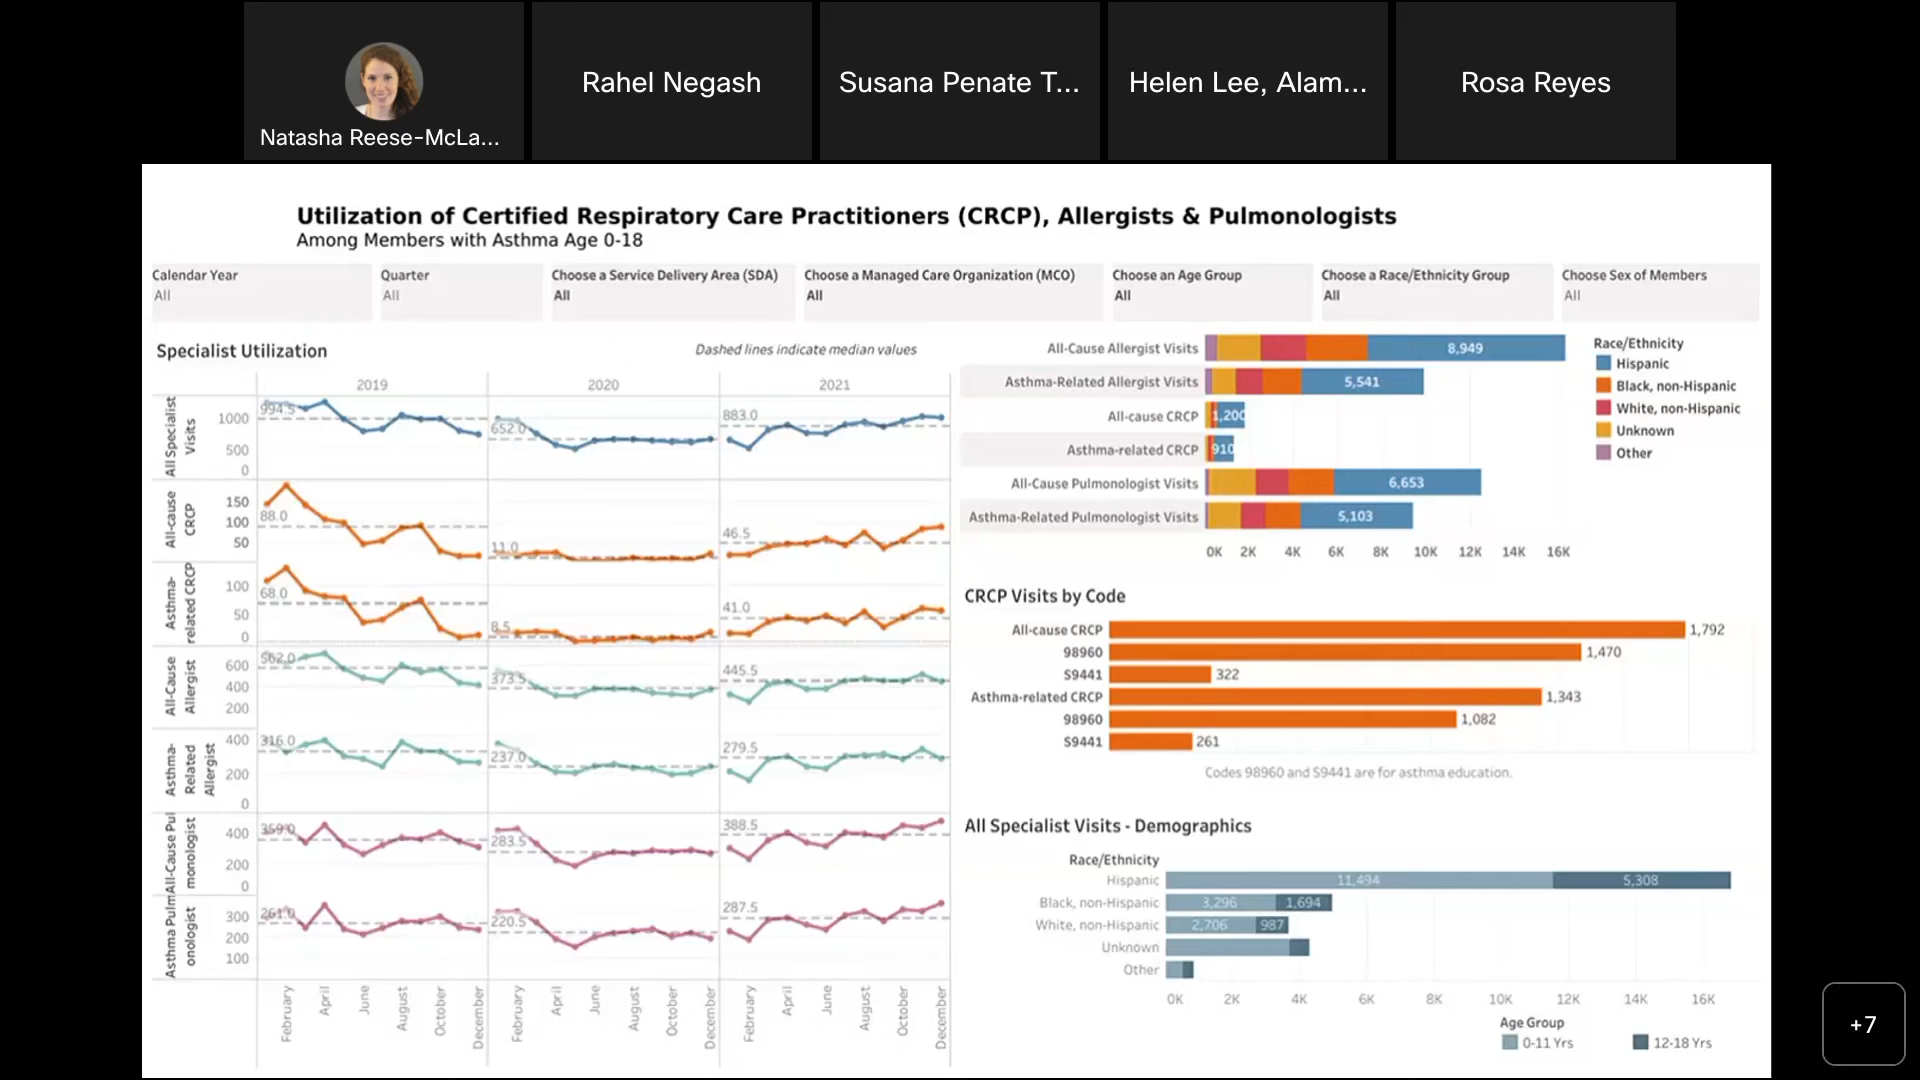 Natasha Reese-McLa...
Rahel Negash
Susana Penate T...
Helen Lee, Alam...
Rosa Reyes
Utilization of Certified Respiratory Care Practitioners (CRCP), Allergists & Pulmonologists
Among Members with Asthma Age 0-18
Calendar Year
All
Quarter
All
Choose a Service Delivery Area (SDA)
All
Choose a Managed Care Organization (MCO)
All
Choose an Age Group
All
Choose a Race/Ethnicity Group
All
Choose Sex of Members
All
Specialist Utilization
Dashed lines indicate median values
2019 2020 2021
All Specialist
Visits
1000
500
0
994.5 652.0 883.0
All-cause
CRCP
150
100
50
88.0 11.0 46.5
Asthma-
related CRCP
100
50
0
68.0 8.5 41.0
All-Cause
Allergist
600
400
200
562.0 373.5 445.5
Asthma-
Related
Allergist
400
200
0
316.0 237.0 279.5
All-Cause Pul
monologist
400
200
0
359.0 283.5 388.5
Asthma Pulm
onologist
300
200
100
261.0 220.5 287.5
February April June August October December February April June August October December February April June August October December
All-Cause Allergist Visits 8,949
Asthma-Related Allergist Visits 5,541
All-cause CRCP 1,200
Asthma-related CRCP 910
All-Cause Pulmonologist Visits 6,653
Asthma-Related Pulmonologist Visits 5,103
0K 2K 4K 6K 8K 10K 12K 14K 16K
Race/Ethnicity
Hispanic
Black, non-Hispanic
White, non-Hispanic
Unknown
Other
CRCP Visits by Code
All-cause CRCP 1,792
98960 1,470
S9441 322
Asthma-related CRCP 1,343
98960 1,082
S9441 261
Codes 98960 and S9441 are for asthma education.
All Specialist Visits - Demographics
Race/Ethnicity
Hispanic 11,494 5,308
Black, non-Hispanic 3,296 1,694
White, non-Hispanic 2,706 987
Unknown
Other
0K 2K 4K 6K 8K 10K 12K 14K 16K
Age Group
0-11 Yrs 12-18 Yrs
+7